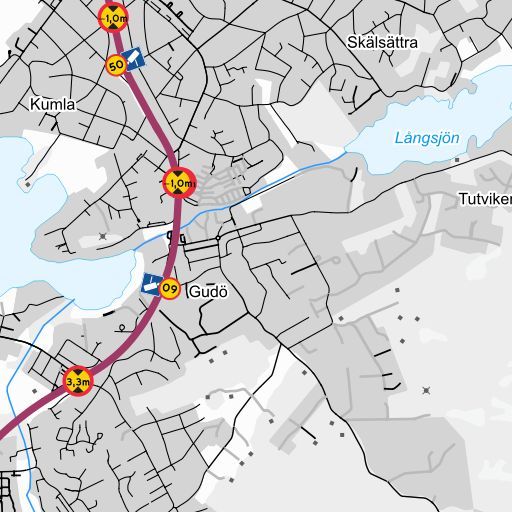 -1,0m
Skälsättra
50
Kumla
Långsjön
-1,0m
Tutviken
60
Gudö
3,3m